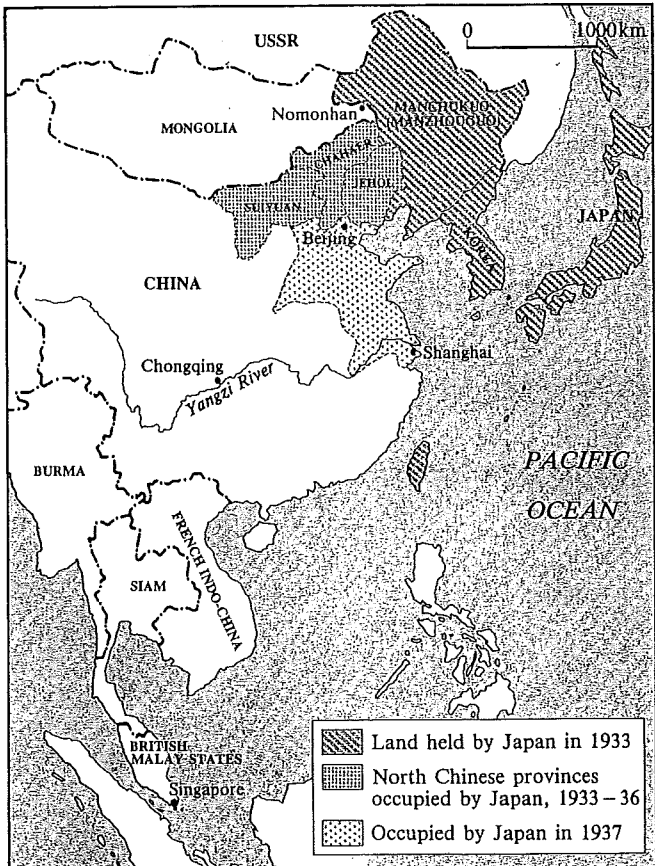 USSR
0 1000km
Nomonhan
MANCHUKUO
(MANZHOUGUO)
MONGOLIA
CHAHAER
JEHOL
SUIYUAN
Beijing
KOREA
JAPAN
CHINA
Shanghai
Chongqing
Yangzi River
BURMA
PACIFIC
OCEAN
FRENCH INDO-CHINA
SIAM
BRITISH
MALAY-STATES
Singapore
Land held by Japan in 1933
North Chinese provinces
occupied by Japan, 1933–36
Occupied by Japan in 1937